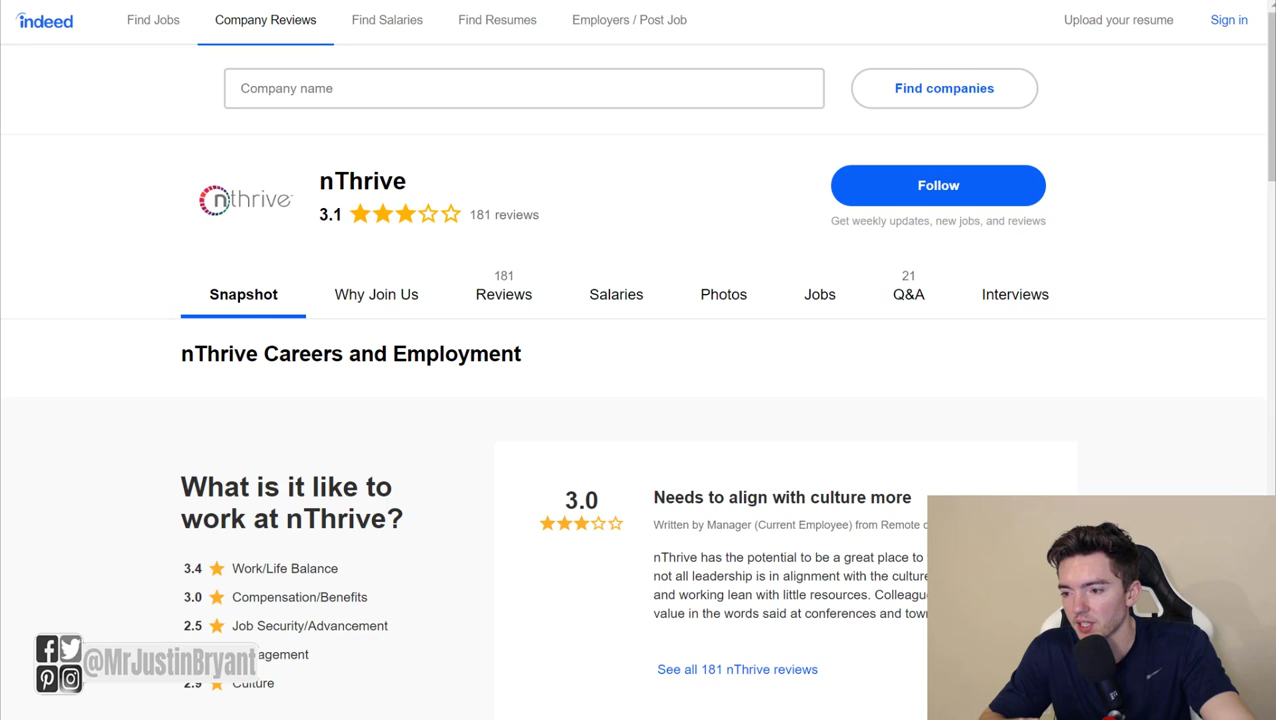 indeed
Find Jobs
Company Reviews
Find Salaries
Find Resumes
Employers / Post Job
Upload your resume
Sign in
Company name
Find companies
nthrive
nThrive
3.1
181 reviews
Follow
Get weekly updates, new jobs, and reviews
Snapshot
Why Join Us
181
Reviews
Salaries
Photos
Jobs
21
Q&A
Interviews
nThrive Careers and Employment
What is it like to
work at nThrive?
3.4 Work/Life Balance
3.0 Compensation/Benefits
2.5 Job Security/Advancement
agement
2.9 Culture
3.0
Needs to align with culture more
Written by Manager (Current Employee) from Remote
nThrive has the potential to be a great place to
not all leadership is in alignment with the culture
and working lean with little resources.
value in the words said at conferences and
See all 181 nThrive reviews
@MrJustinBryant